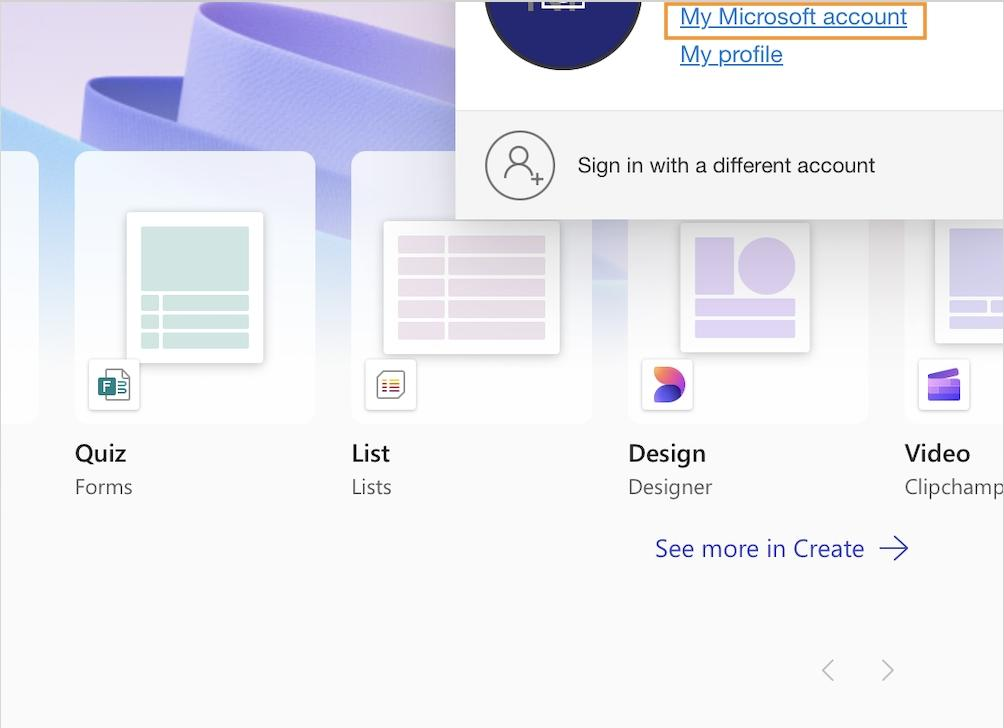 My Microsoft account
My profile
Sign in with a different account
F
Quiz
Forms
List
Lists
Design
Designer
Video
Clipchamp
See more in Create